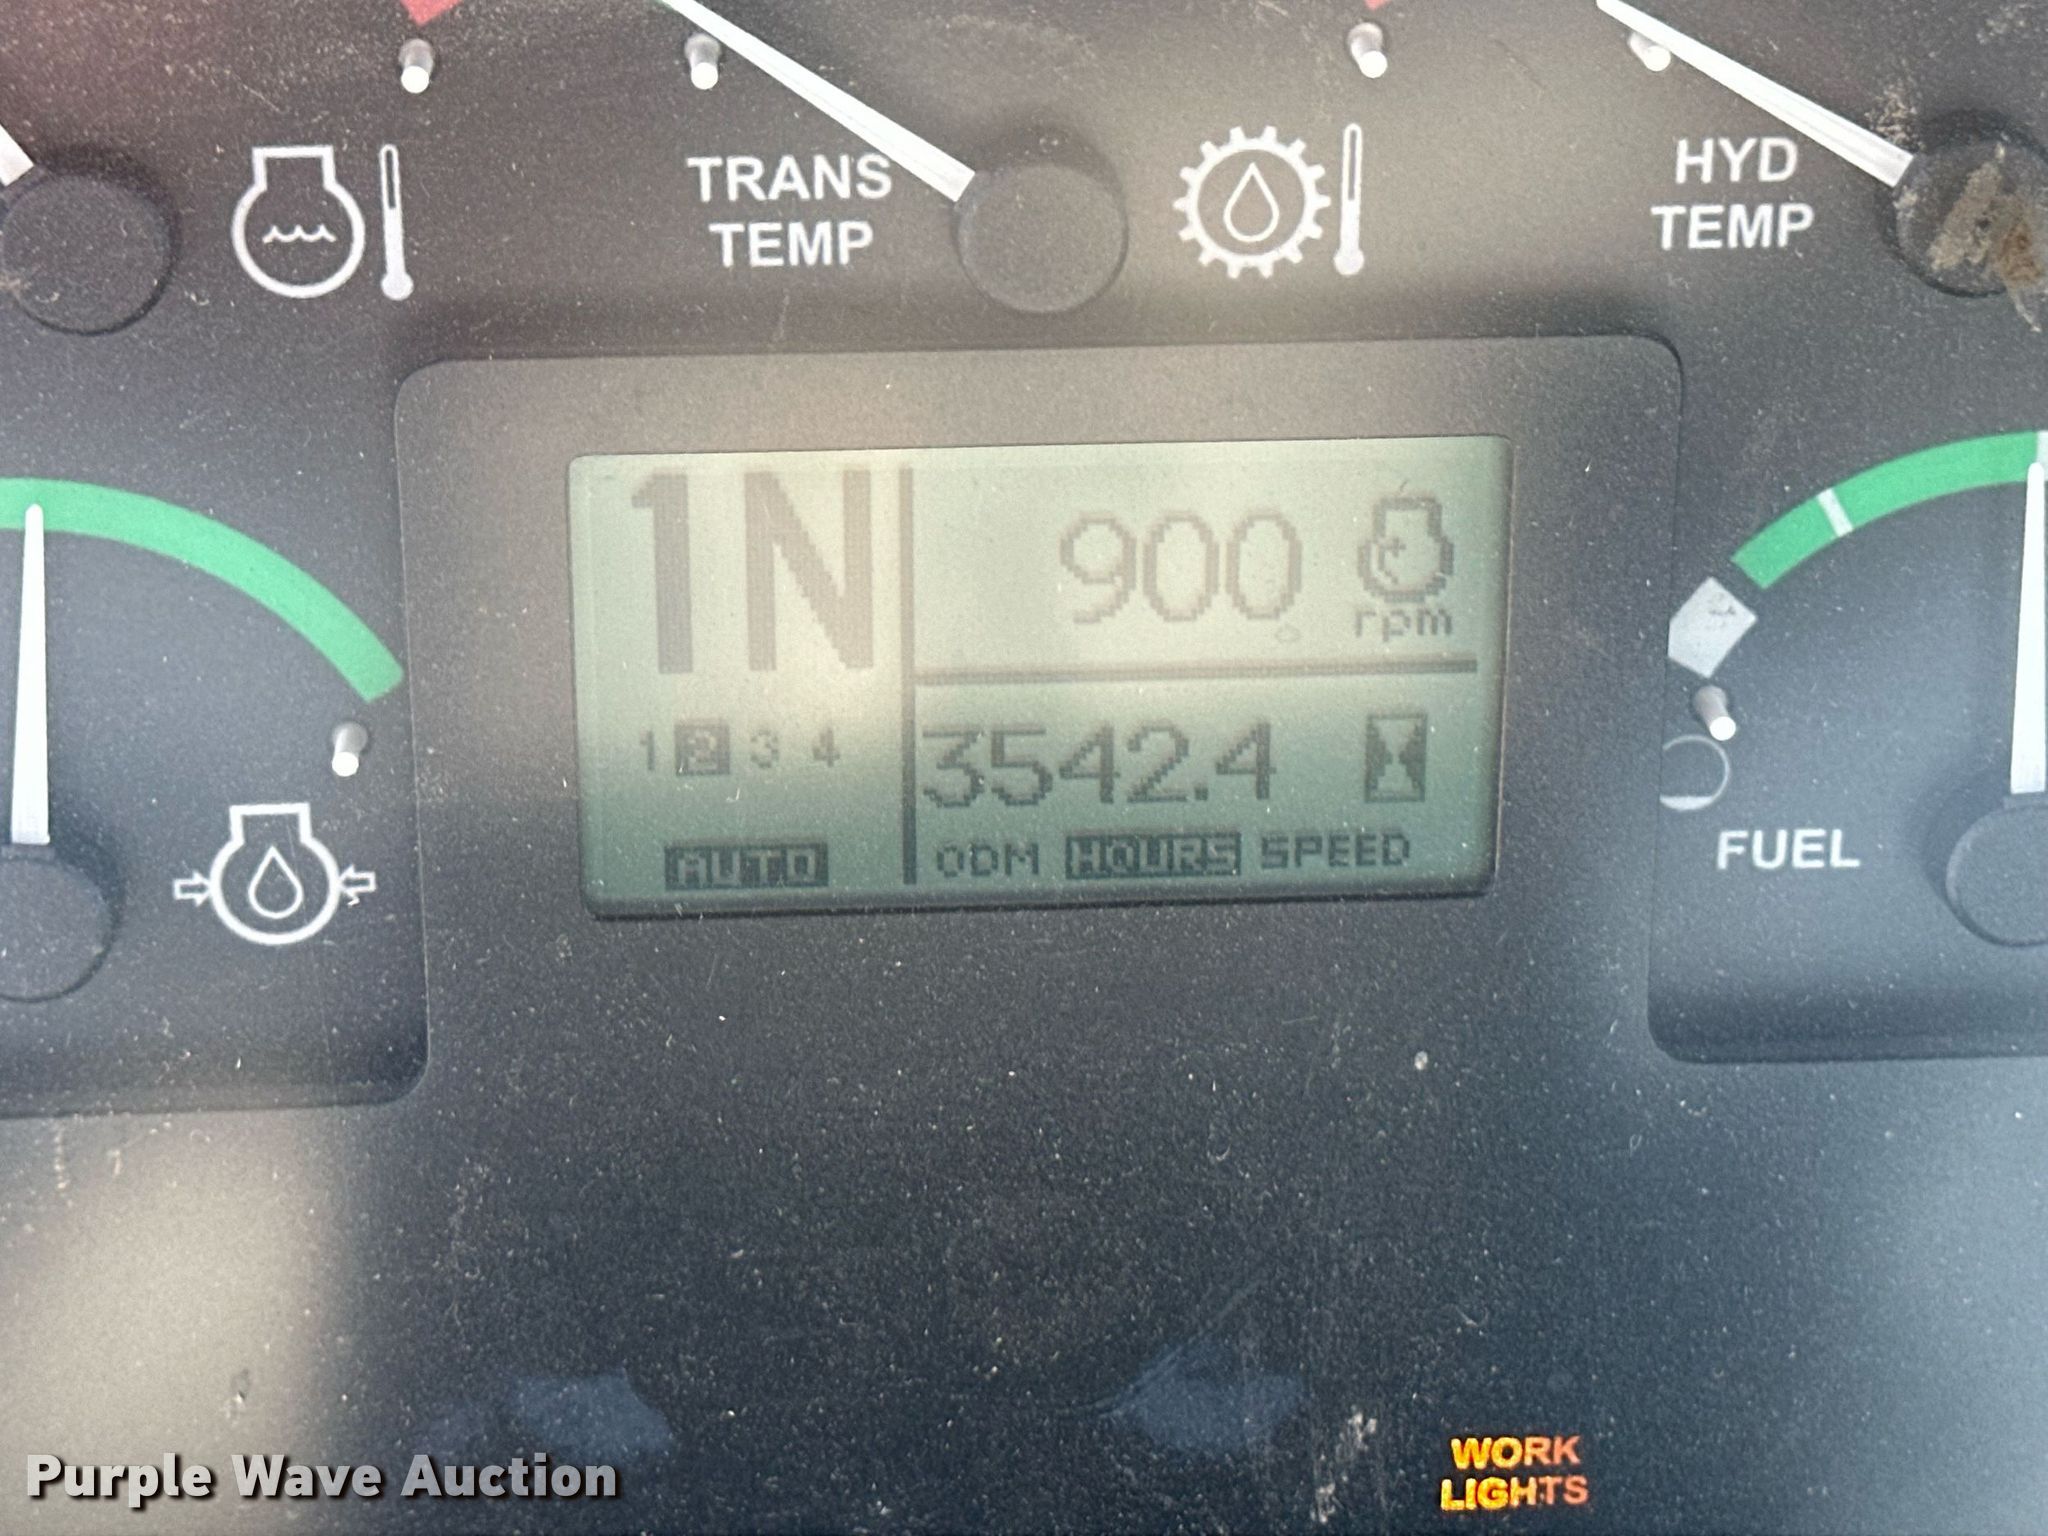 TRANS
TEMP
HYD
TEMP
1N
900
rpm
1 2 3 4
3542.4
AUTO
ODM HOURS SPEED
FUEL
WORK
LIGHTS
Purple Wave Auction